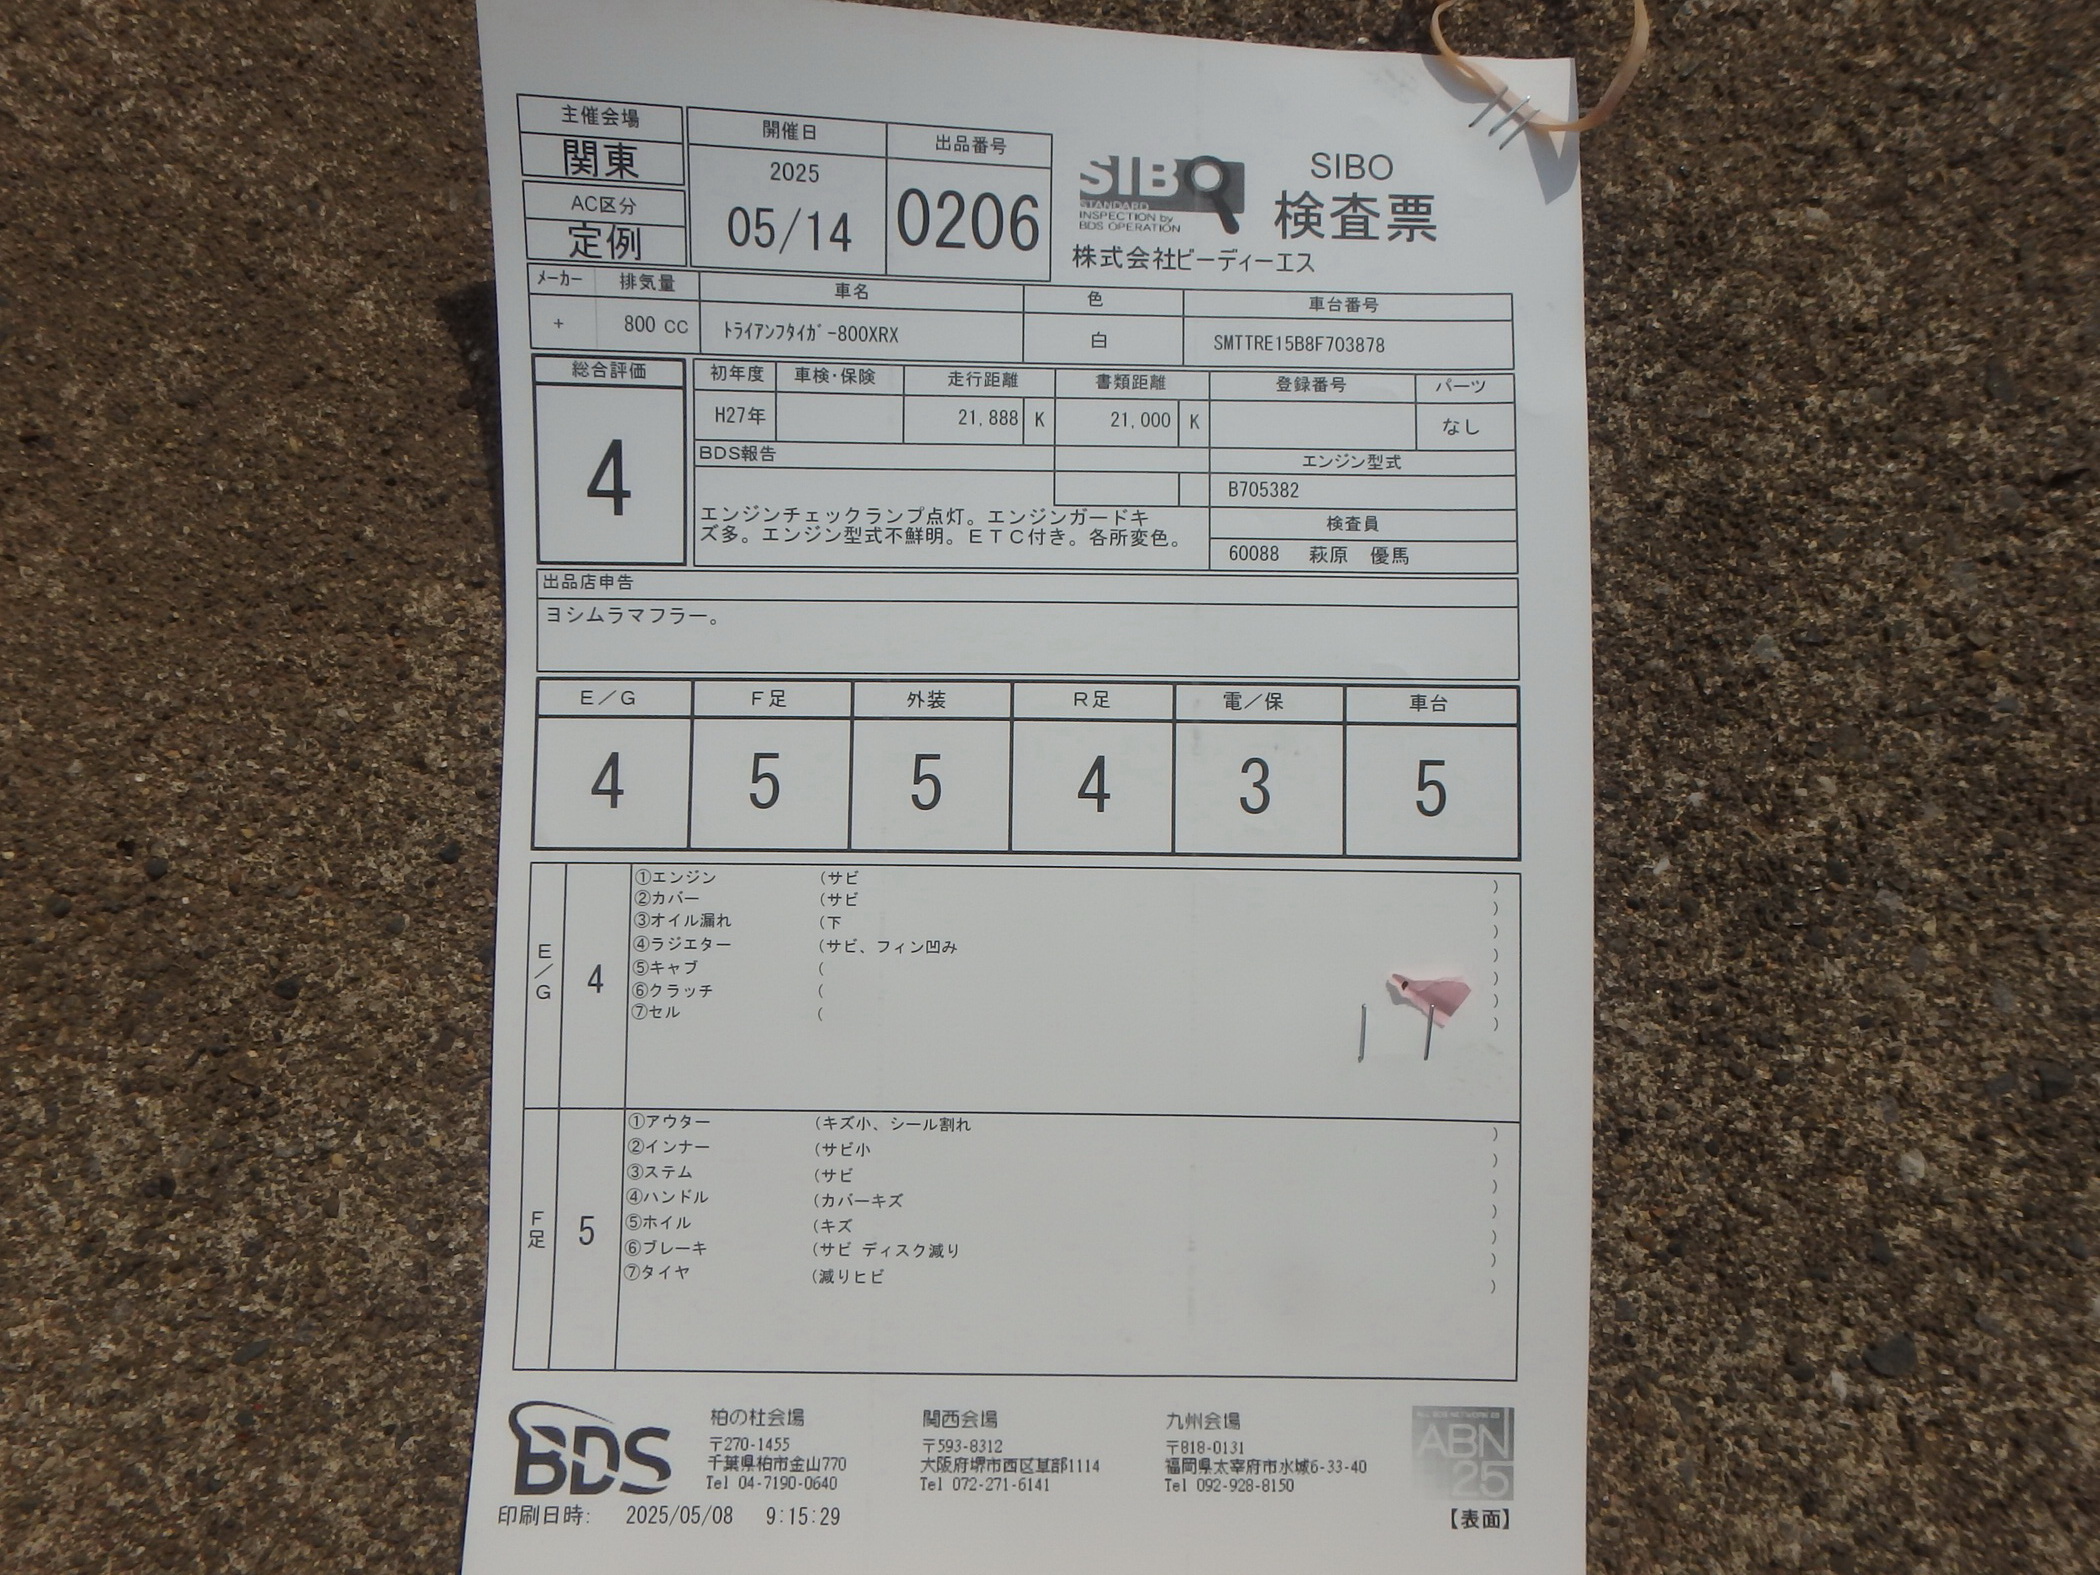 主催会場
関東
AC区分
定例
開催日
2025
05/14
出品番号
0206
SIBO
STANDARD
INSPECTION by
BDS OPERATION
SIBO
検査票
株式会社ビーディーエス
ﾒｰｶｰ 排気量 車名 色 車台番号
+ 800 CC ﾄﾗｲｱﾝﾌﾀｲｶﾞｰ800XRX 白 SMTTRE15B8F703878
総合評価 初年度 車検・保険 走行距離 書類距離 登録番号 パーツ
4 H27年 21,888 K 21,000 K なし
BDS報告 エンジン型式
B705382
エンジンチェックランプ点灯。エンジンガードキ
ズ多。エンジン型式不鮮明。ETC付き。各所変色。
検査員
60088 萩原 優馬
出品店申告
ヨシムラマフラー。
E/G F足 外装 R足 電/保 車台
4 5 5 4 3 5
E/G 4
①エンジン (サビ )
②カバー (サビ )
③オイル漏れ (下 )
④ラジエター (サビ、フィン凹み )
⑤キャブ ( )
⑥クラッチ ( )
⑦セル ( )
F足 5
①アウター (キズ小、シール割れ )
②インナー (サビ小 )
③ステム (サビ )
④ハンドル (カバーキズ )
⑤ホイル (キズ )
⑥ブレーキ (サビ ディスク減り )
⑦タイヤ (減りヒビ )
BDS
柏の杜会場
〒270-1455
千葉県柏市金山770
Tel 04-7190-0640
関西会場
〒593-8312
大阪府堺市西区草部1114
Tel 072-271-6141
九州会場
〒818-0131
福岡県太宰府市水城6-33-40
Tel 092-928-8150
ABN
25
印刷日時: 2025/05/08 9:15:29
【表面】